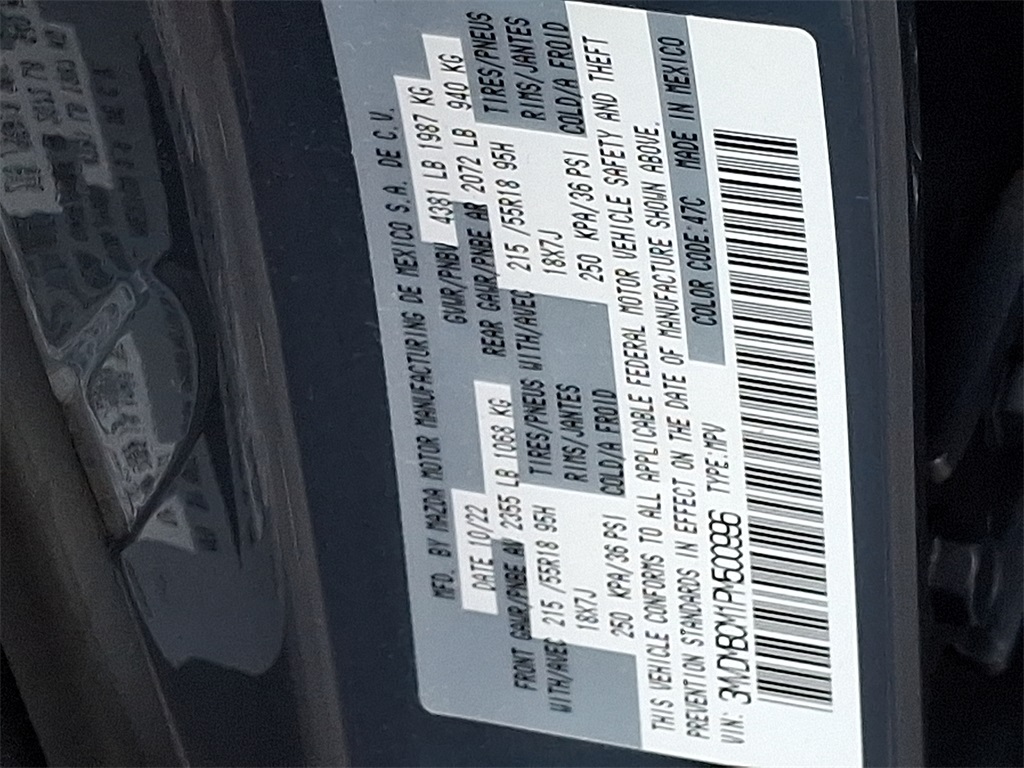 MFD. BY MAZDA MOTOR MANUFACTURING DE MEXICO S.A. DE C.V.
DATE 10/22 GVWR/PNBV 4381 LB 1987 KG
FRONT GAWR/PNBE AV 2355 LB 1068 KG REAR GAWR/PNBE AR 2072 LB 940 KG
WITH/AVEC 215 /55R18 95H TIRES/PNEUS WITH/AVEC 215 /55R18 95H TIRES/PNEUS
18X7J RIMS/JANTES 18X7J RIMS/JANTES
250 KPA/36 PSI COLD/A FROID 250 KPA/36 PSI COLD/A FROID
THIS VEHICLE CONFORMS TO ALL APPLICABLE FEDERAL MOTOR VEHICLE SAFETY AND THEFT
PREVENTION STANDARDS IN EFFECT ON THE DATE OF MANUFACTURE SHOWN ABOVE.
VIN: 3MVDMBCM1PM500996 TYPE:MPV COLOR CODE:47C MADE IN MEXICO